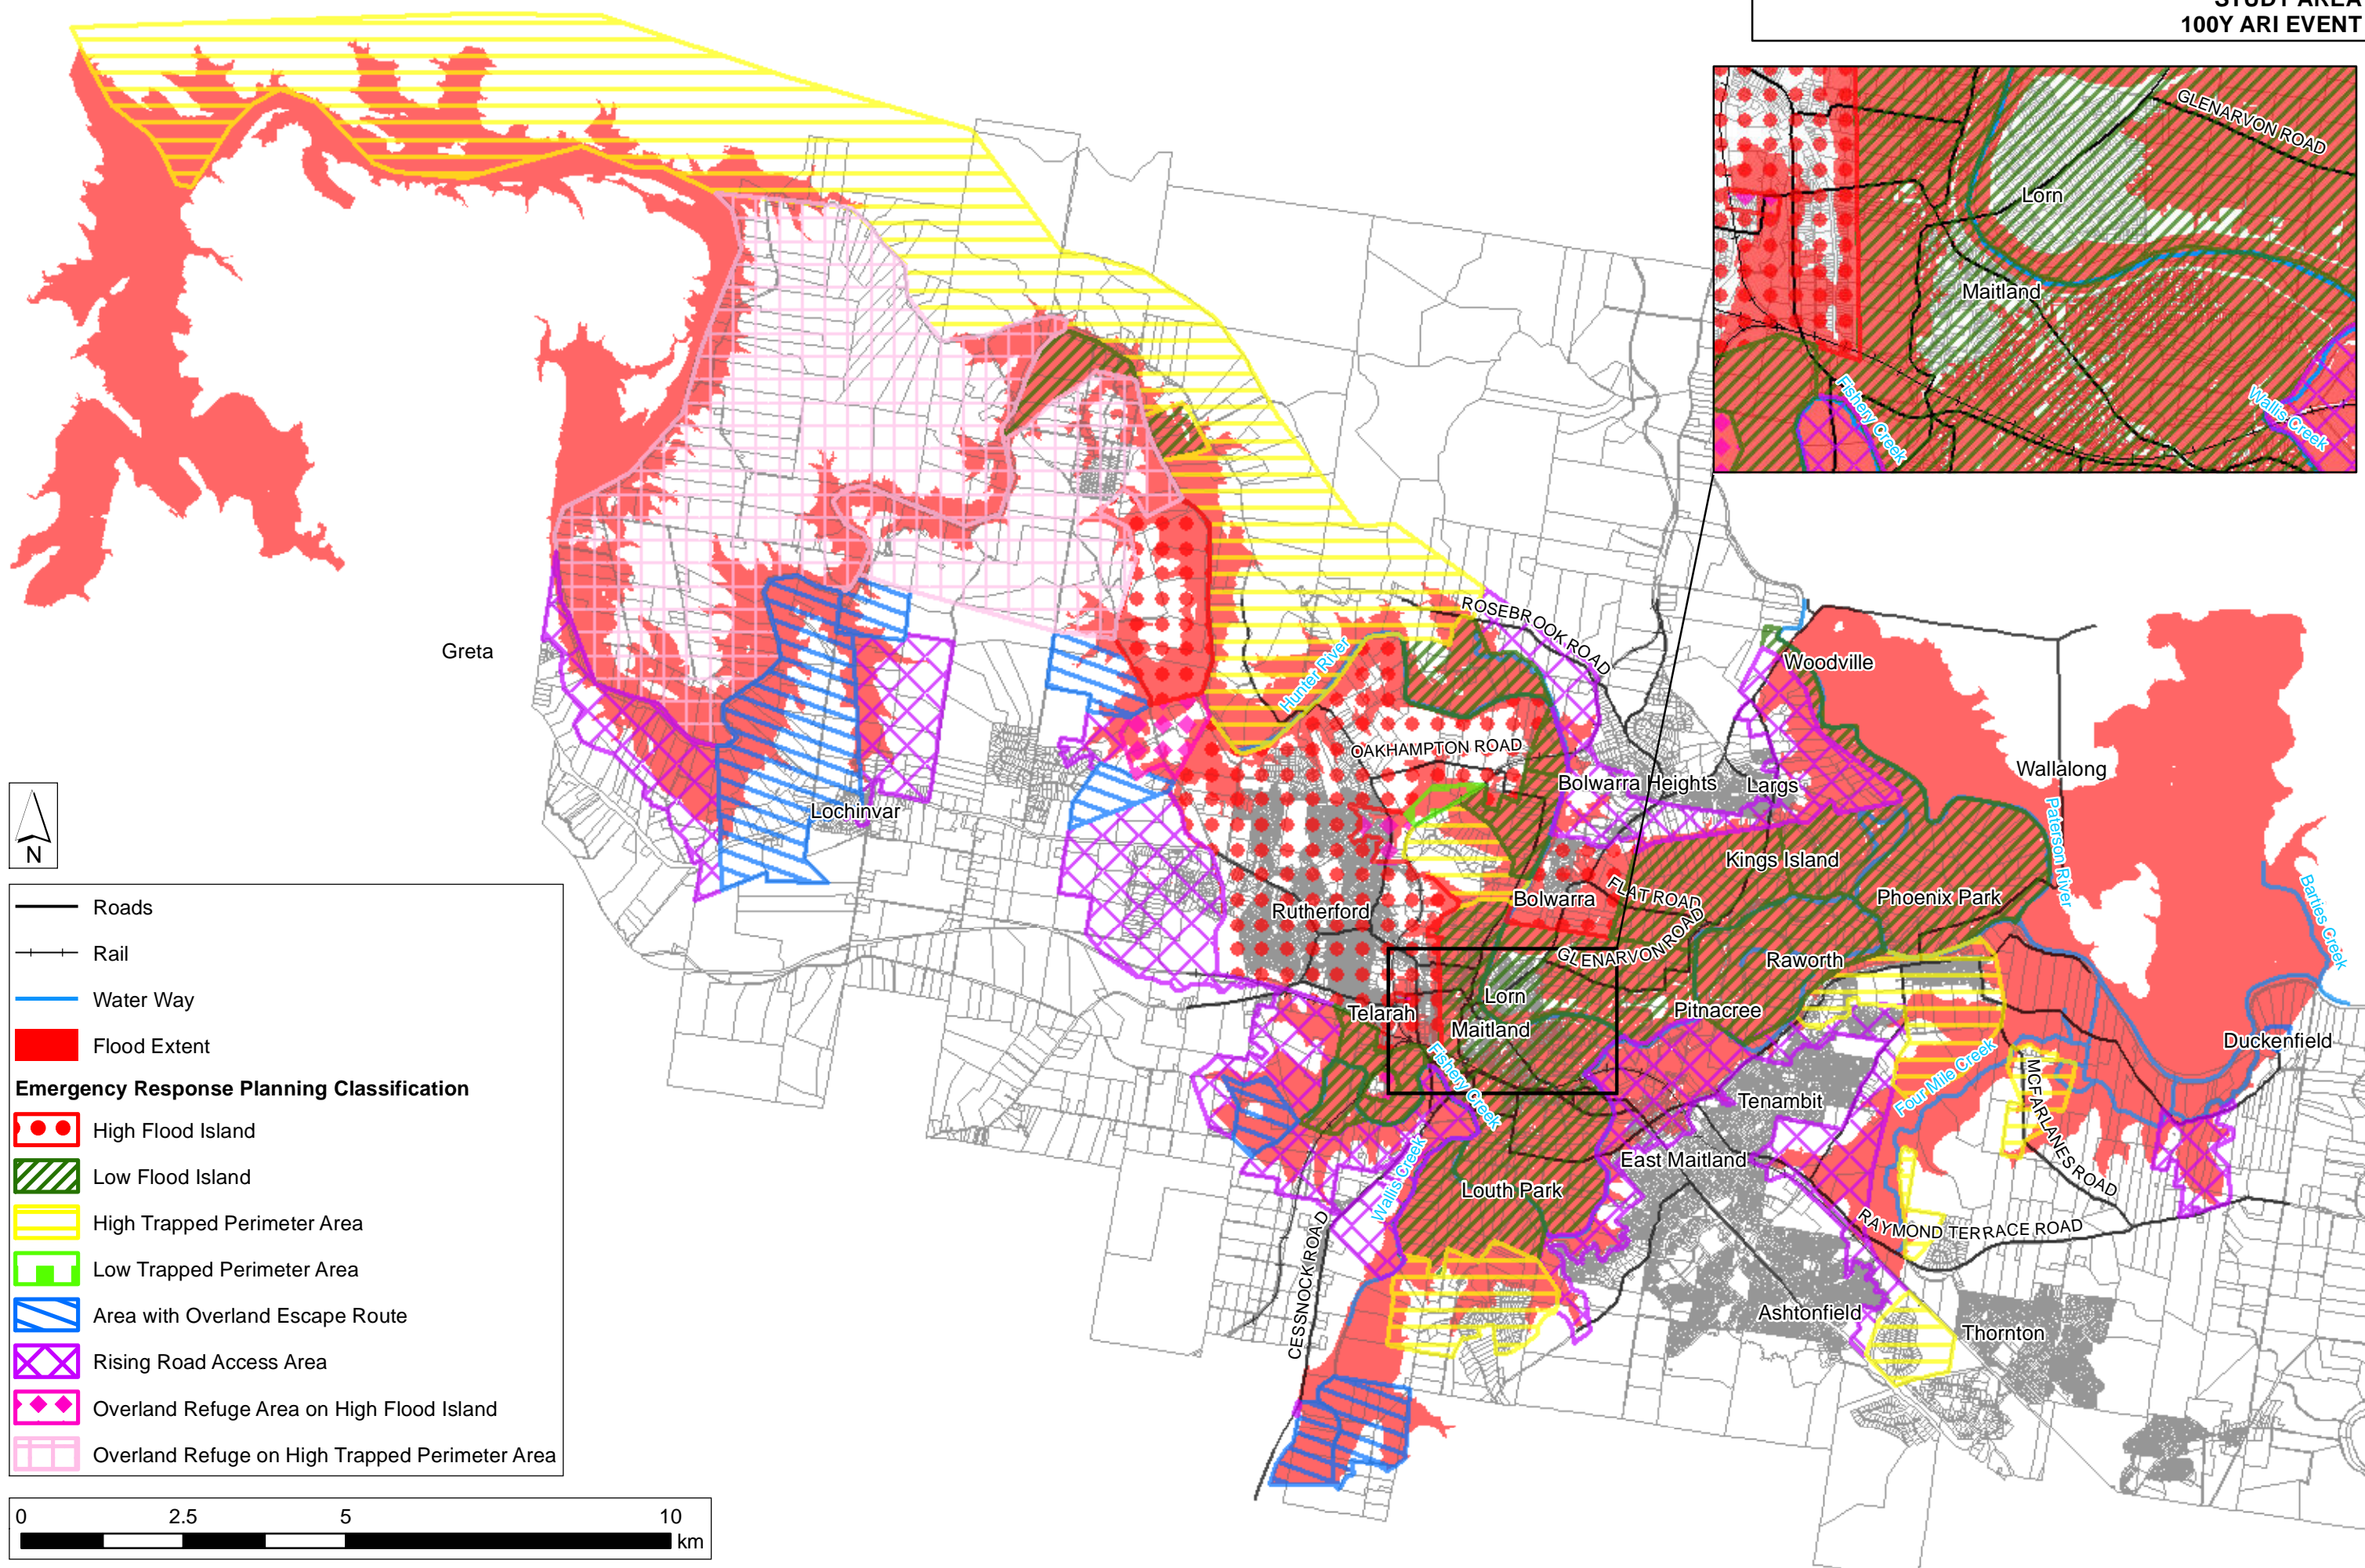 STUDY AREA
100Y ARI EVENT
GLENARVON ROAD
Lorn
Maitland
Fishery Creek
Wallis Creek
ROSEBROOK ROAD
Greta
Hunter River
Woodville
OAKHAMPTON ROAD
Wallalong
Bolwarra Heights
Largs
Lochinvar
Paterson River
Kings Island
Barties Creek
FLAT ROAD
Bolwarra
Phoenix Park
Rutherford
GLENARVON ROAD
Raworth
Lorn
Pitnacree
Telarah
Maitland
Duckenfield
Fishery Creek
Four Mile Creek
MCFARLANES ROAD
Tenambit
East Maitland
Wallis Creek
Louth Park
RAYMOND TERRACE ROAD
CESSNOCK ROAD
Ashtonfield
Thornton
N
Roads
Rail
Water Way
Flood Extent
Emergency Response Planning Classification
High Flood Island
Low Flood Island
High Trapped Perimeter Area
Low Trapped Perimeter Area
Area with Overland Escape Route
Rising Road Access Area
Overland Refuge Area on High Flood Island
Overland Refuge on High Trapped Perimeter Area
0 2.5 5 10
km